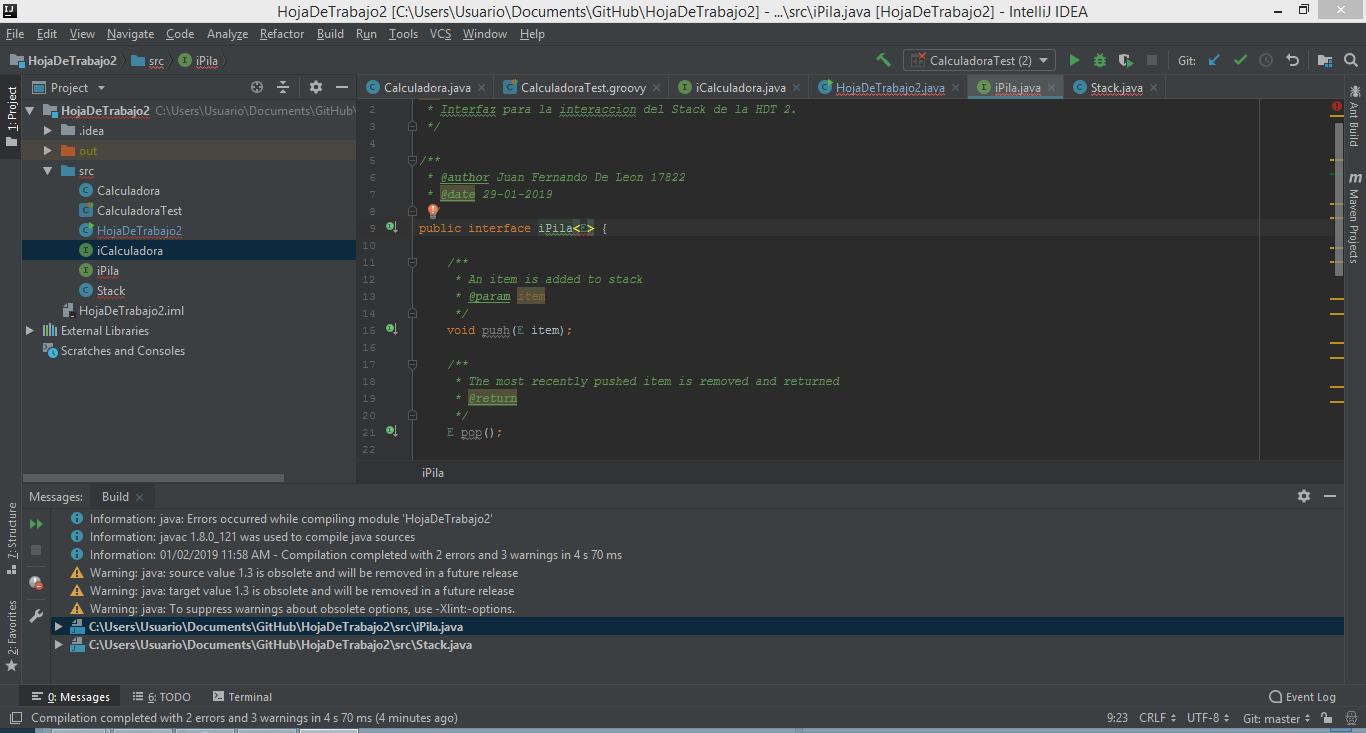 HojaDeTrabajo2 [C:\Users\Usuario\Documents\GitHub\HojaDeTrabajo2] - ...\src\iPila.java [HojaDeTrabajo2] - IntelliJ IDEA
File Edit View Navigate Code Analyze Refactor Build Run Tools VCS Window Help
HojaDeTrabajo2 src iPila CalculadoraTest (2) Git:
1: Project
Project
Calculadora.java CalculadoraTest.groovy iCalculadora.java HojaDeTrabajo2.java iPila.java Stack.java
HojaDeTrabajo2 C:\Users\Usuario\Documents\GitHub\
.idea
out
src
Calculadora
CalculadoraTest
HojaDeTrabajo2
iCalculadora
iPila
Stack
HojaDeTrabajo2.iml
External Libraries
Scratches and Consoles
2 * Interfaz para la interaccion del Stack de la HDT 2.
3 */
4
5 /**
6 * @author Juan Fernando De Leon 17822
7 * @date 29-01-2019
8
9 public interface iPila<E> {
10
11 /**
12 * An item is added to stack
13 * @param item
14 */
15 void push(E item);
16
17 /**
18 * The most recently pushed item is removed and returned
19 * @return
20 */
21 E pop();
22
iPila
Ant Build
Maven Projects
Messages: Build
Information: java: Errors occurred while compiling module 'HojaDeTrabajo2'
Information: javac 1.8.0_121 was used to compile java sources
Information: 01/02/2019 11:58 AM - Compilation completed with 2 errors and 3 warnings in 4 s 70 ms
Warning: java: source value 1.3 is obsolete and will be removed in a future release
Warning: java: target value 1.3 is obsolete and will be removed in a future release
Warning: java: To suppress warnings about obsolete options, use -Xlint:-options.
C:\Users\Usuario\Documents\GitHub\HojaDeTrabajo2\src\iPila.java
C:\Users\Usuario\Documents\GitHub\HojaDeTrabajo2\src\Stack.java
7: Structure
2: Favorites
0: Messages 6: TODO Terminal Event Log
Compilation completed with 2 errors and 3 warnings in 4 s 70 ms (4 minutes ago) 9:23 CRLF UTF-8 Git: master